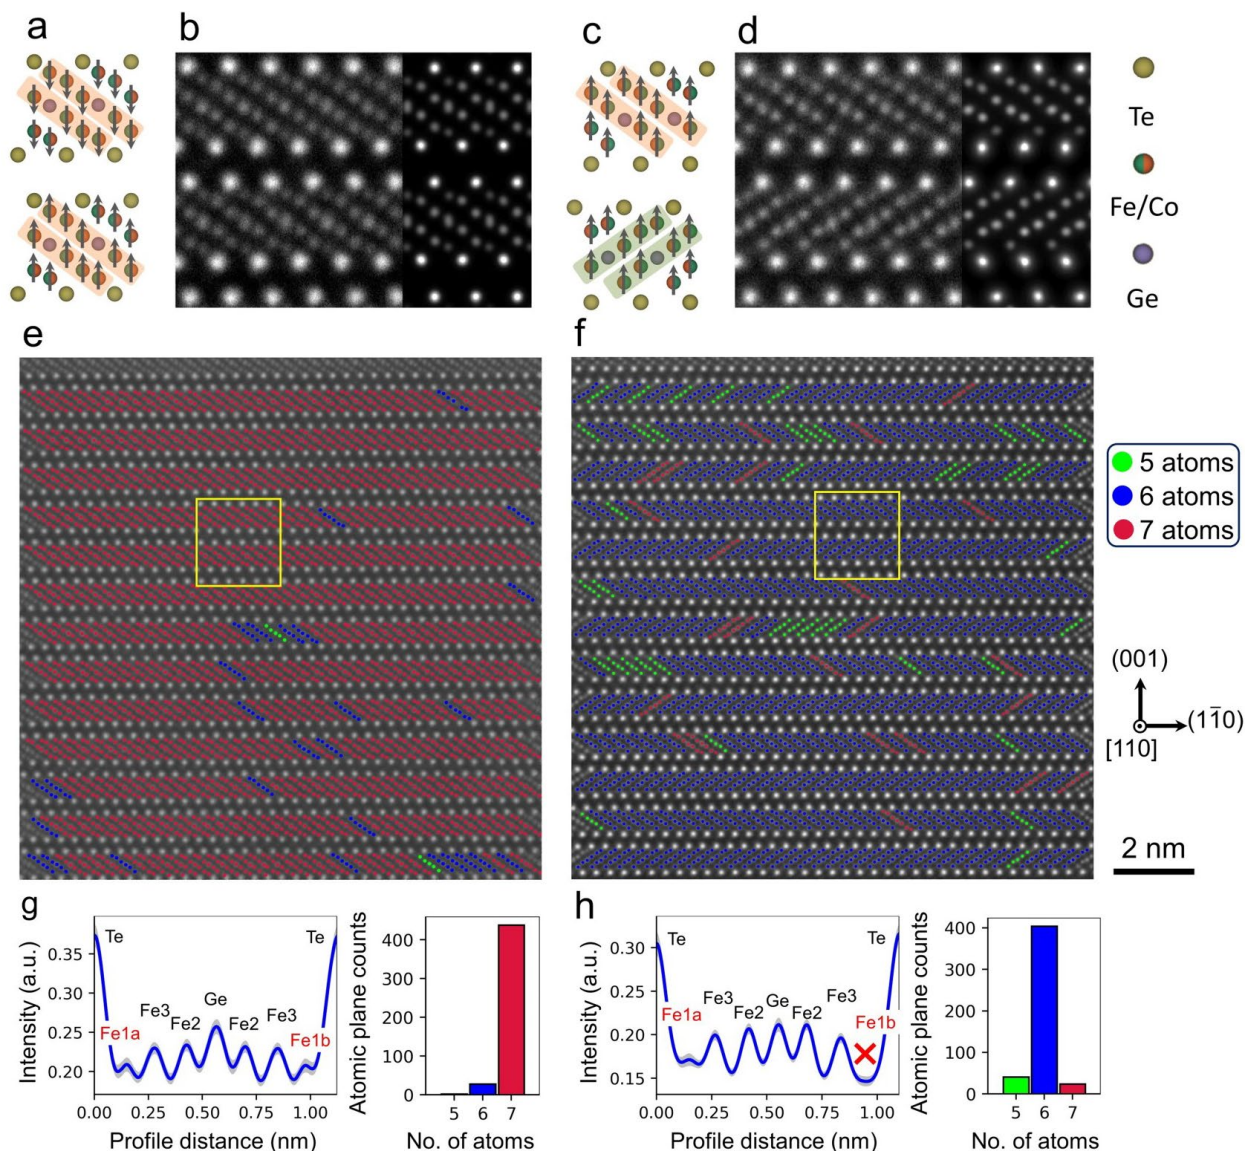 a
b
c
d
Te
Fe/Co
Ge
e
f
5 atoms
6 atoms
7 atoms
(001)
(11̄0)
[110]
2 nm
g
Intensity (a.u.)
0.35
0.30
0.25
0.20
Te
Te
Fe1a
Fe3
Fe2
Ge
Fe2
Fe3
Fe1b
0.00 0.25 0.50 0.75 1.00
Profile distance (nm)
Atomic plane counts
400
300
200
100
0
5 6 7
No. of atoms
h
Intensity (a.u.)
0.30
0.25
0.20
0.15
Te
Te
Fe1a
Fe3
Fe2
Ge
Fe2
Fe3
Fe1b
0.00 0.25 0.50 0.75 1.00
Profile distance (nm)
Atomic plane counts
400
300
200
100
0
5 6 7
No. of atoms